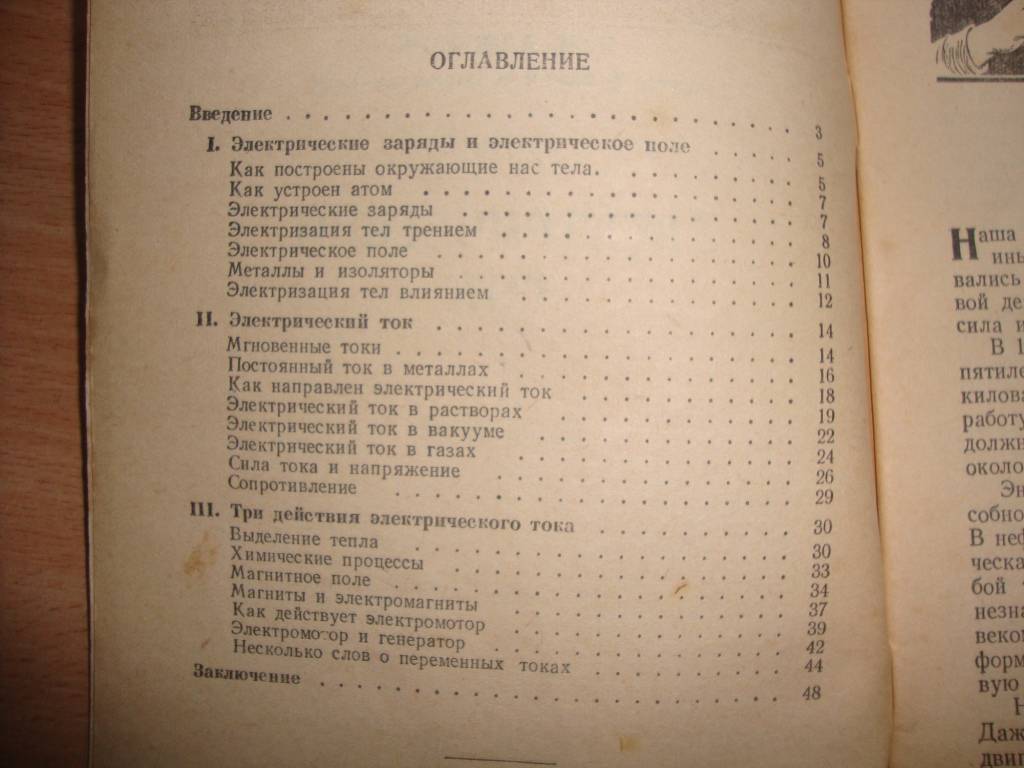 ОГЛАВЛЕНИЕ
Введение . . . . . . . . . . . . . . . . . . . . . . 3
I. Электрические заряды и электрическое поле . . . . . 5
Как построены окружающие нас тела. . . . . . . . . 5
Как устроен атом . . . . . . . . . . . . . . . . . 7
Электрические заряды . . . . . . . . . . . . . . . 7
Электризация тел трением . . . . . . . . . . . . . 8
Электрическое поле . . . . . . . . . . . . . . . . 10
Металлы и изоляторы . . . . . . . . . . . . . . . 11
Электризация тел влиянием . . . . . . . . . . . . 12
II. Электрический ток . . . . . . . . . . . . . . . . 14
Мгновенные токи . . . . . . . . . . . . . . . . . 14
Постоянный ток в металлах . . . . . . . . . . . . 16
Как направлен электрический ток . . . . . . . . . 18
Электрический ток в растворах . . . . . . . . . . 19
Электрический ток в вакууме . . . . . . . . . . . 22
Электрический ток в газах . . . . . . . . . . . . 24
Сила тока и напряжение . . . . . . . . . . . . . . 26
Сопротивление . . . . . . . . . . . . . . . . . . 29
III. Три действия электрического тока . . . . . . . . 30
Выделение тепла . . . . . . . . . . . . . . . . . 30
Химические процессы . . . . . . . . . . . . . . . 33
Магнитное поле . . . . . . . . . . . . . . . . . . 34
Магниты и электромагниты . . . . . . . . . . . . . 37
Как действует электромотор . . . . . . . . . . . . 39
Электромотор и генератор . . . . . . . . . . . . . 42
Несколько слов о переменных токах . . . . . . . . 44
Заключение . . . . . . . . . . . . . . . . . . . . 48
Наша
вались
вой де
сила и
В 1
пятиле
килова
работу
должн
около
Эн
собно
В неф
ческа
бой
незна
веко
форм
вую
Н
Даж
двиг